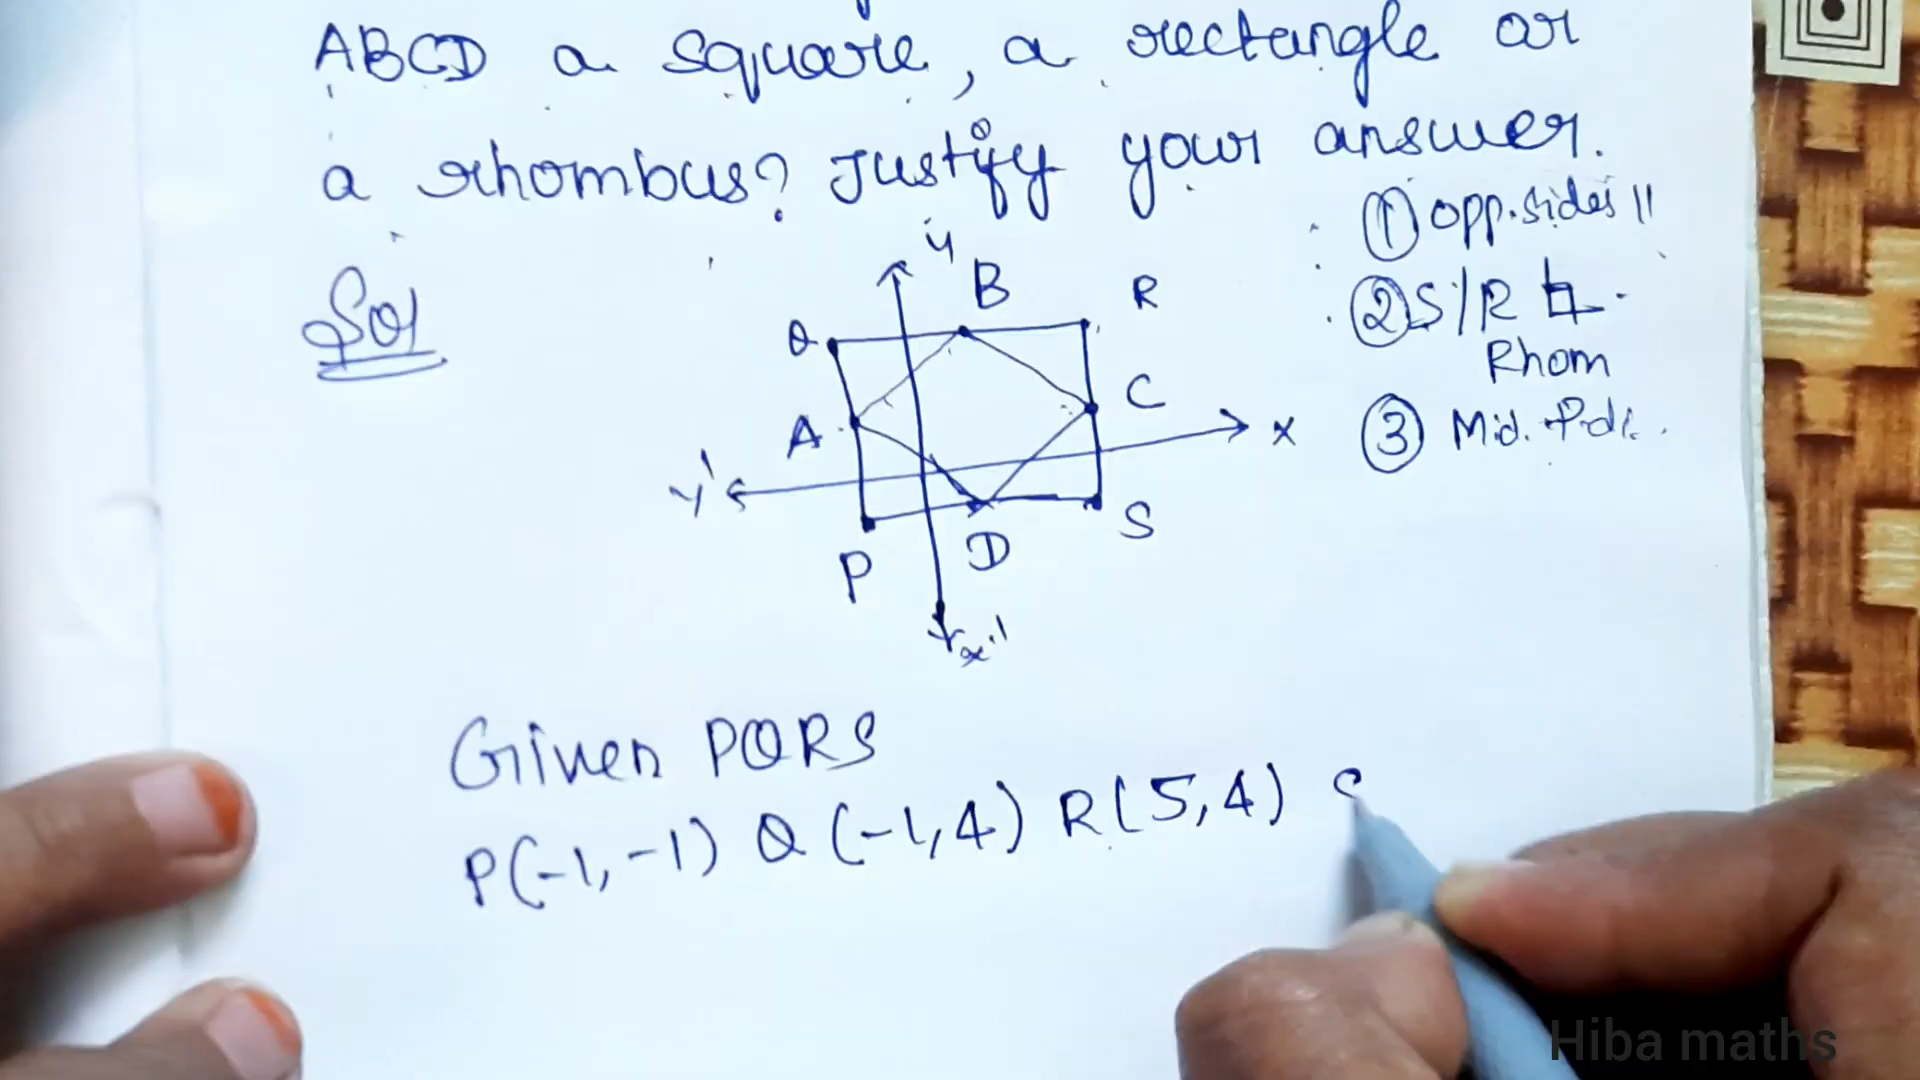 ABCD a square, a rectangle or
a rhombus? Justify your answer.
① opp. sides ||
② S/R
Rhom
③ Mid.
Sol
y
B
R
Q
C
A
x
y'
S
D
P
x'
Given PQRS
P(-1,-1) Q(-1,4) R(5,4) S
Hiba maths